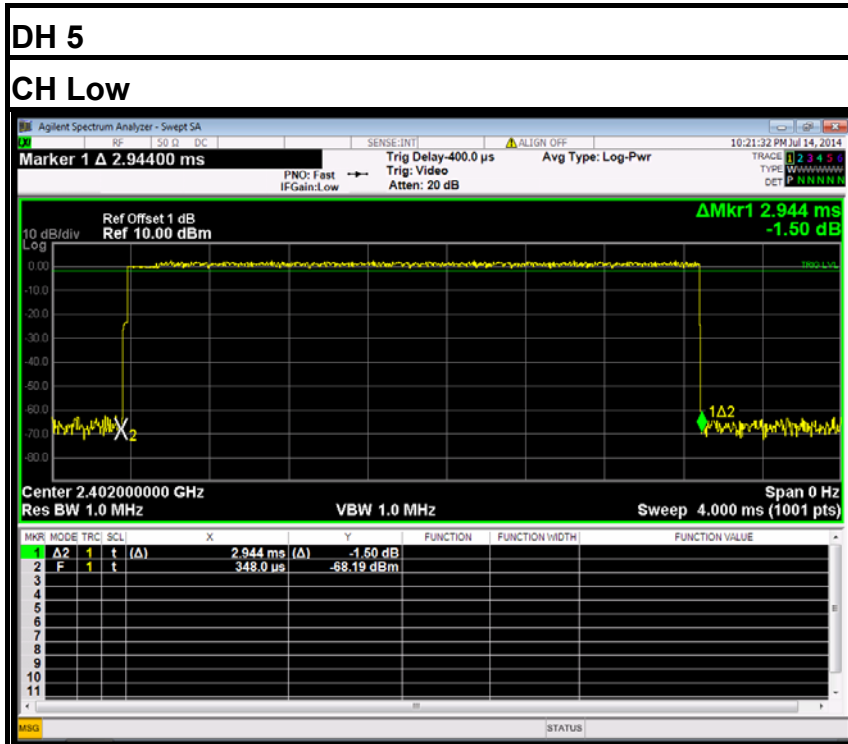 DH 5
CH Low
Agilent Spectrum Analyzer - Swept SA
RF 50 Ω DC SENSE:INT ALIGN OFF 10:21:32 PM Jul 14, 2014
Marker 1 Δ 2.94400 ms Trig Delay-400.0 µs Avg Type: Log-Pwr TRACE 1 2 3 4 5 6
PNO: Fast Trig: Video TYPE WWWWWW
IFGain:Low Atten: 20 dB DET P N N N N N
ΔMkr1 2.944 ms
-1.50 dB
Ref Offset 1 dB
10 dB/div Ref 10.00 dBm
Log
0.00 TRIG LVL
-10.0
-20.0
-30.0
-40.0
-50.0
-60.0 1Δ2
-70.0 2
-80.0
Center 2.402000000 GHz Span 0 Hz
Res BW 1.0 MHz VBW 1.0 MHz Sweep 4.000 ms (1001 pts)
MKR MODE TRC SCL X Y FUNCTION FUNCTION WIDTH FUNCTION VALUE
1 Δ2 1 t (Δ) 2.944 ms (Δ) -1.50 dB
2 F 1 t 348.0 µs -68.19 dBm
3
4
5
6
7
8
9
10
11
MSG STATUS